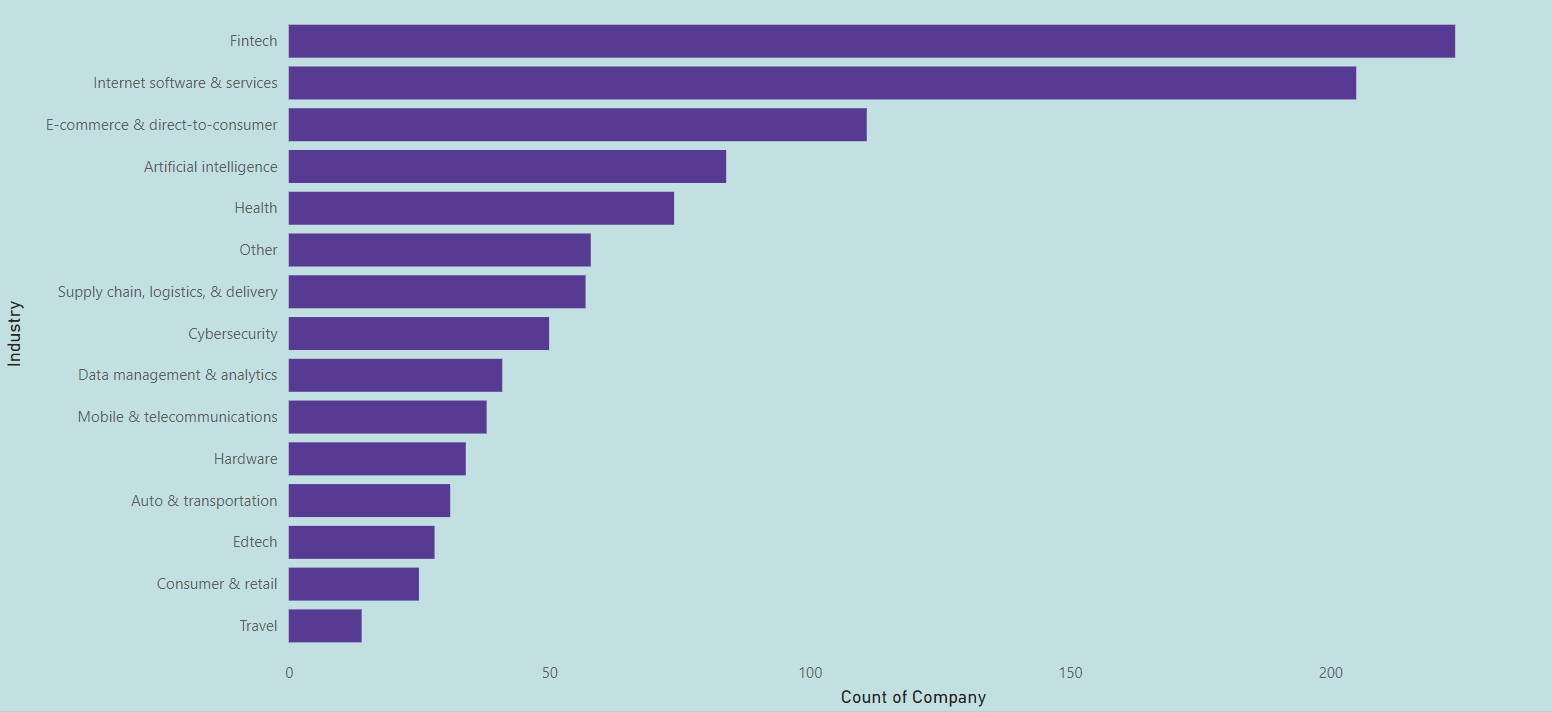 Fintech
Internet software & services
E-commerce & direct-to-consumer
Artificial intelligence
Health
Other
Supply chain, logistics, & delivery
Cybersecurity
Data management & analytics
Mobile & telecommunications
Hardware
Auto & transportation
Edtech
Consumer & retail
Travel
Industry
0 50 100 150 200
Count of Company